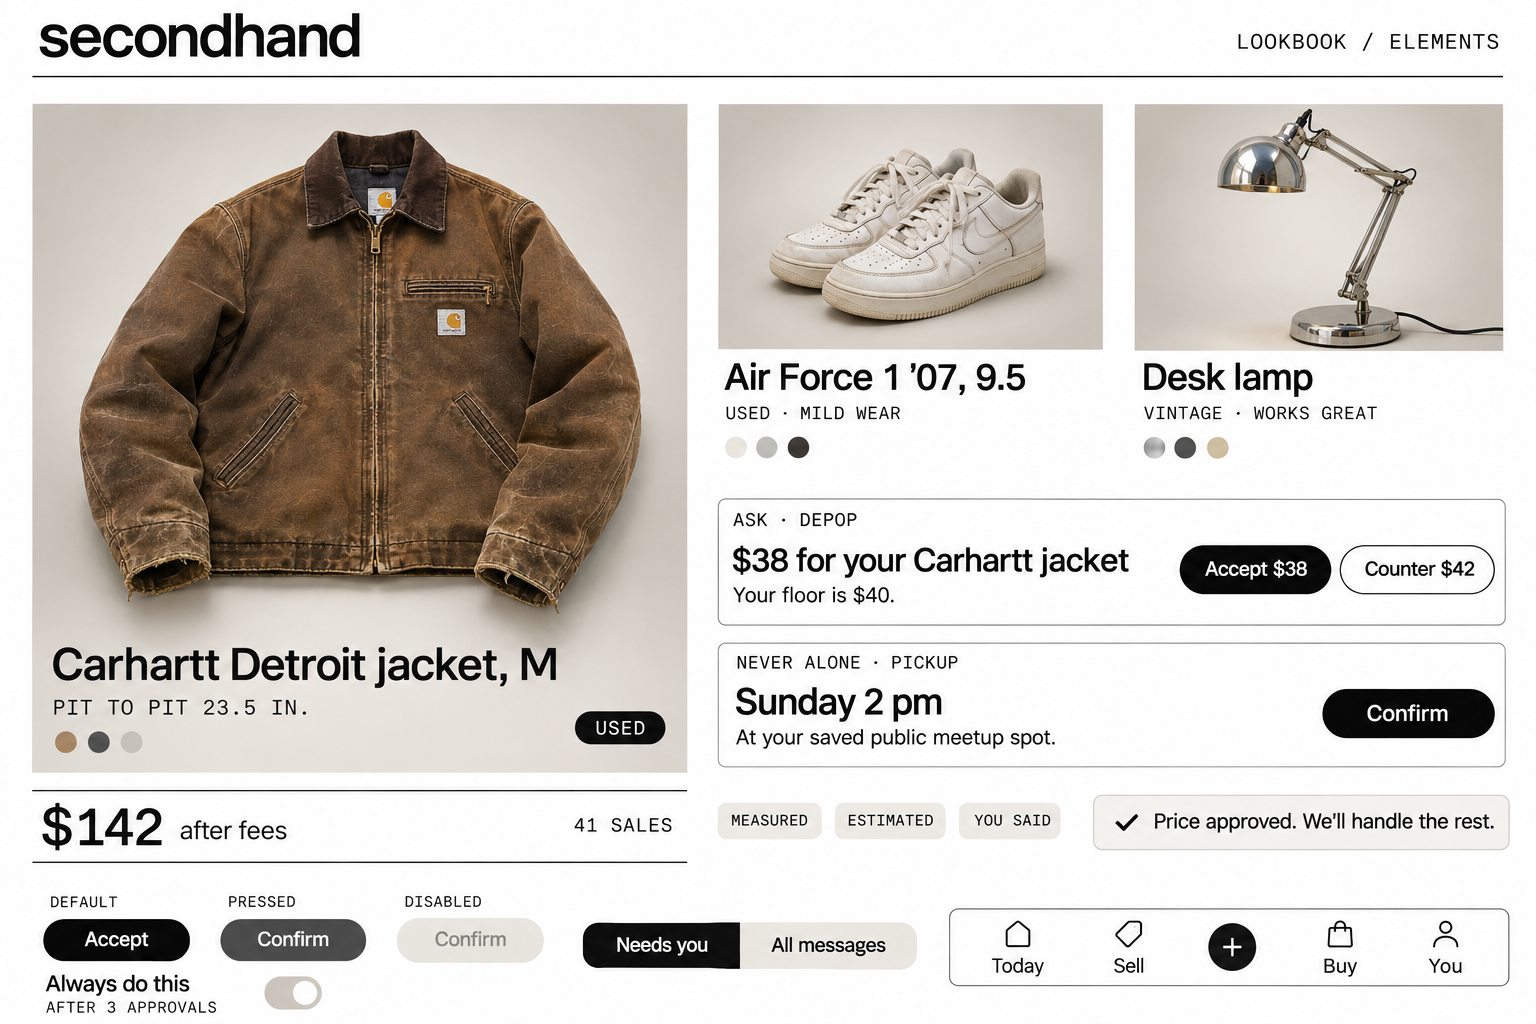 secondhand
LOOKBOOK / ELEMENTS
Carhartt Detroit jacket, M
PIT TO PIT 23.5 IN.
USED
$142 after fees
41 SALES
Air Force 1 ’07, 9.5
USED · MILD WEAR
Desk lamp
VINTAGE · WORKS GREAT
ASK · DEPOP
$38 for your Carhartt jacket
Your floor is $40.
Accept $38
Counter $42
NEVER ALONE · PICKUP
Sunday 2 pm
At your saved public meetup spot.
Confirm
MEASURED
ESTIMATED
YOU SAID
Price approved. We’ll handle the rest.
DEFAULT
PRESSED
DISABLED
Accept
Confirm
Confirm
Always do this
AFTER 3 APPROVALS
Needs you
All messages
Today
Sell
Buy
You